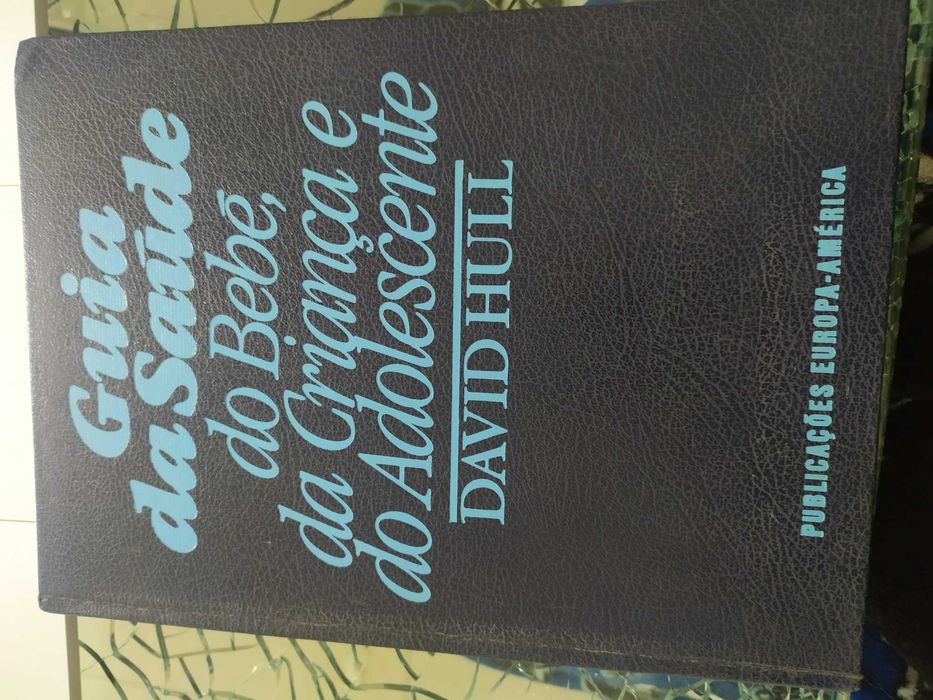 Guia
da Saúde
do Bebé,
da Criança e
do Adolescente
DAVID HULL
PUBLICAÇÕES EUROPA-AMÉRICA